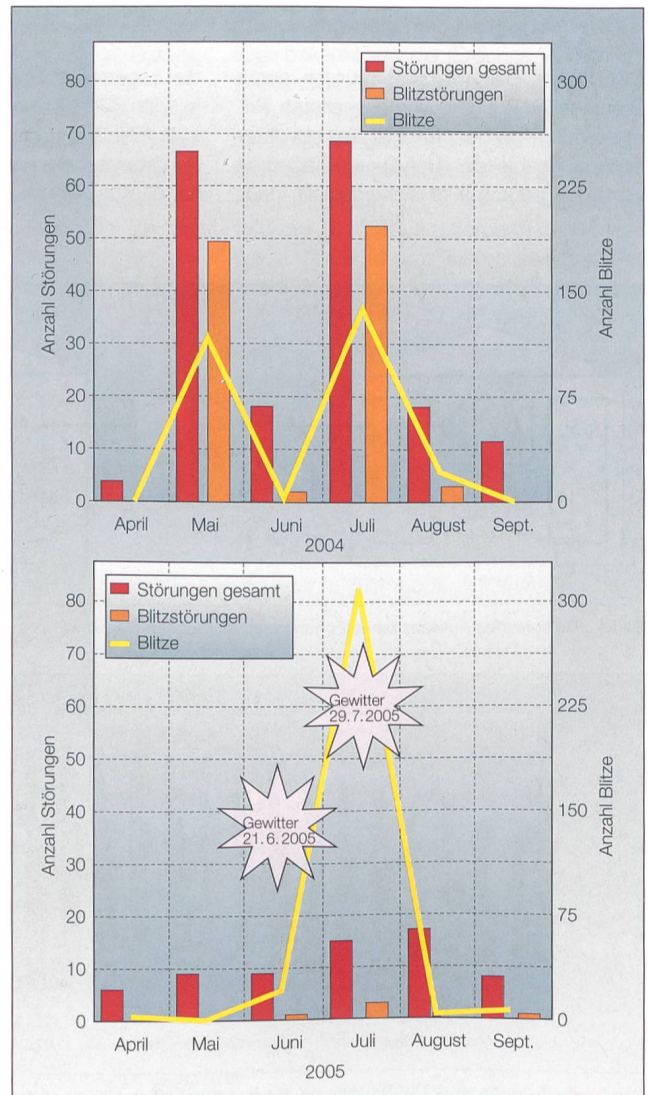 Störungen gesamt
Blitzstörungen
Blitze
Anzahl Störungen
80
70
60
50
40
30
20
10
0
Anzahl Blitze
300
225
150
75
0
April Mai Juni Juli August Sept.
2004
Störungen gesamt
Blitzstörungen
Blitze
Anzahl Störungen
80
70
60
50
40
30
20
10
0
Anzahl Blitze
300
225
150
75
0
Gewitter
29.7.2005
Gewitter
21.6.2005
April Mai Juni Juli August Sept.
2005